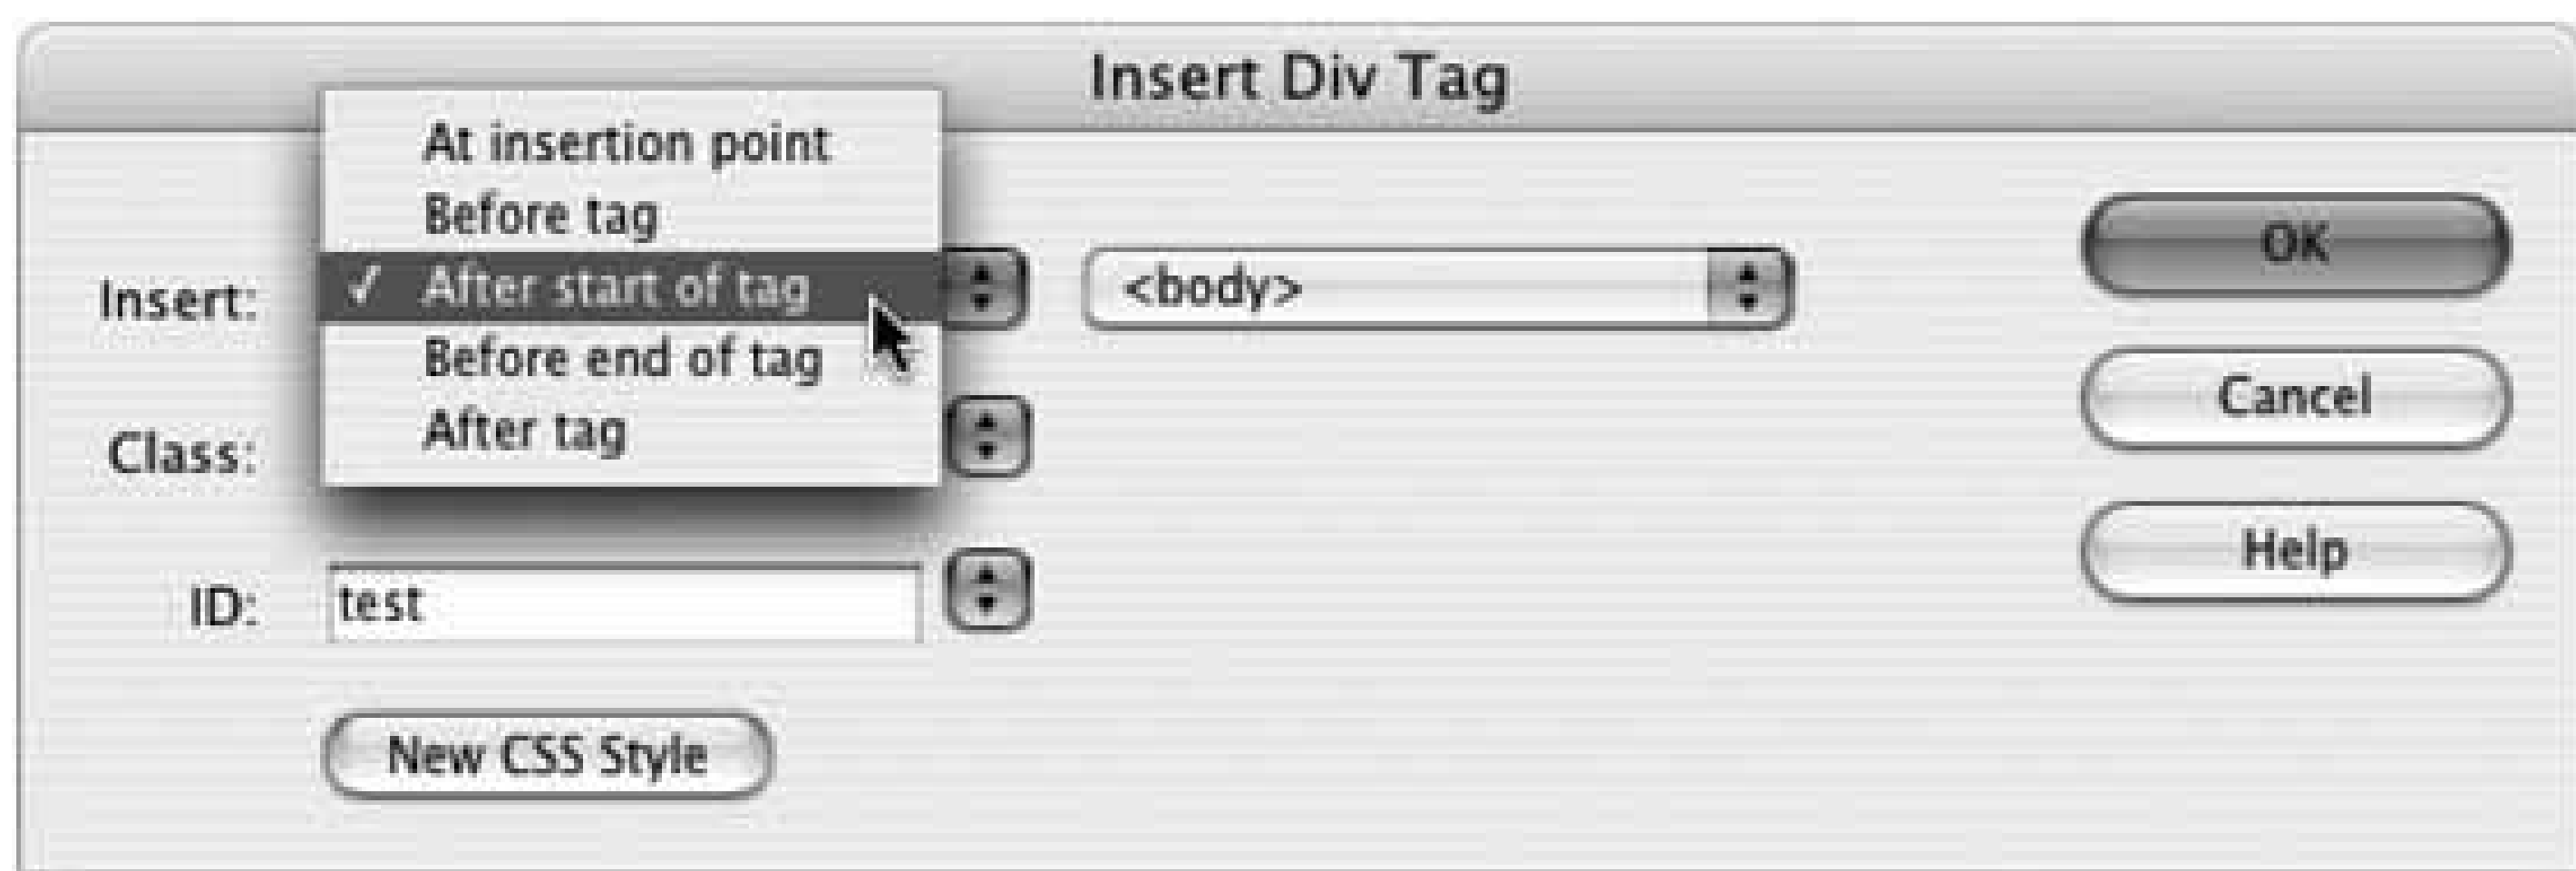 Insert Div Tag
At insertion point
Before tag
Insert: ✓ After start of tag <body>
Before end of tag
Class: After tag
ID: test
New CSS Style
OK
Cancel
Help